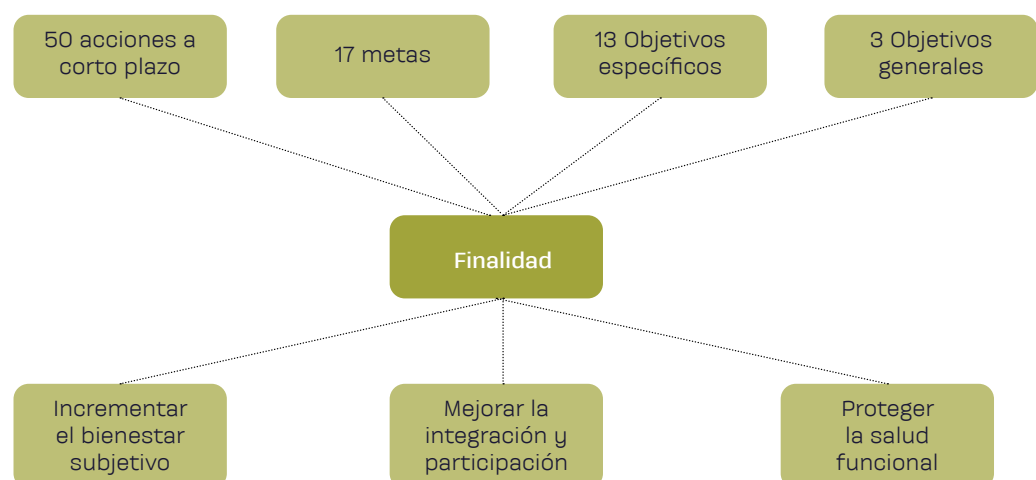 50 acciones a
corto plazo
17 metas
13 Objetivos
específicos
3 Objetivos
generales
Finalidad
Incrementar
el bienestar
subjetivo
Mejorar la
integración y
participación
Proteger
la salud
funcional